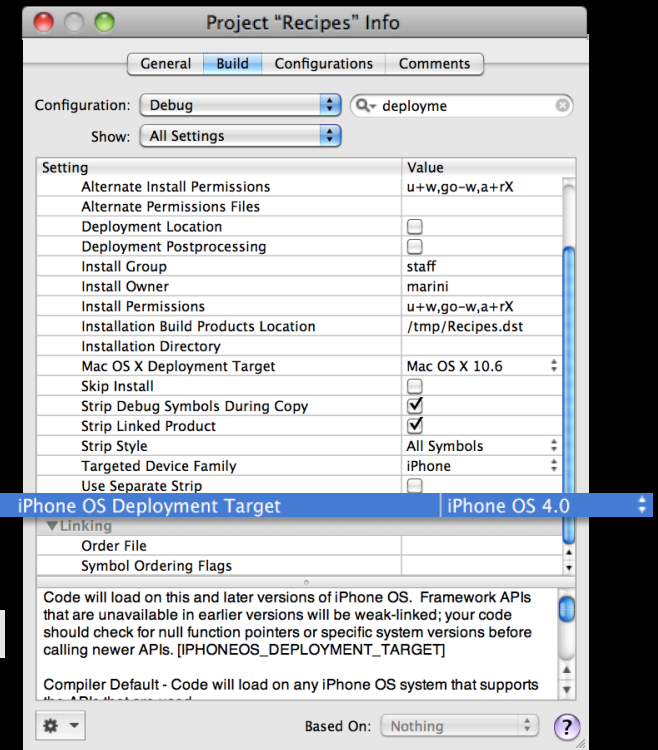 Project “Recipes” Info
General Build Configurations Comments
Configuration: Debug deployme
Show: All Settings
Setting Value
Alternate Install Permissions u+w,go-w,a+rX
Alternate Permissions Files
Deployment Location
Deployment Postprocessing
Install Group staff
Install Owner marini
Install Permissions u+w,go-w,a+rX
Installation Build Products Location /tmp/Recipes.dst
Installation Directory
Mac OS X Deployment Target Mac OS X 10.6
Skip Install
Strip Debug Symbols During Copy
Strip Linked Product
Strip Style All Symbols
Targeted Device Family iPhone
Use Separate Strip
iPhone OS Deployment Target iPhone OS 4.0
Linking
Order File
Symbol Ordering Flags
Code will load on this and later versions of iPhone OS. Framework APIs
that are unavailable in earlier versions will be weak-linked; your code
should check for null function pointers or specific system versions before
calling newer APIs. [IPHONEOS_DEPLOYMENT_TARGET]
Compiler Default - Code will load on any iPhone OS system that supports
Based On: Nothing ?